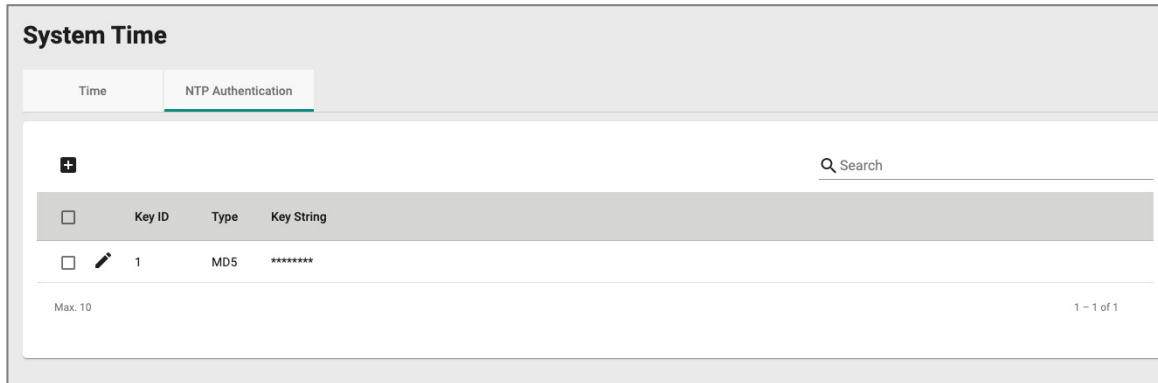 System Time
Time NTP Authentication
Search
Key ID Type Key String
1 MD5 ********
Max. 10 1 – 1 of 1